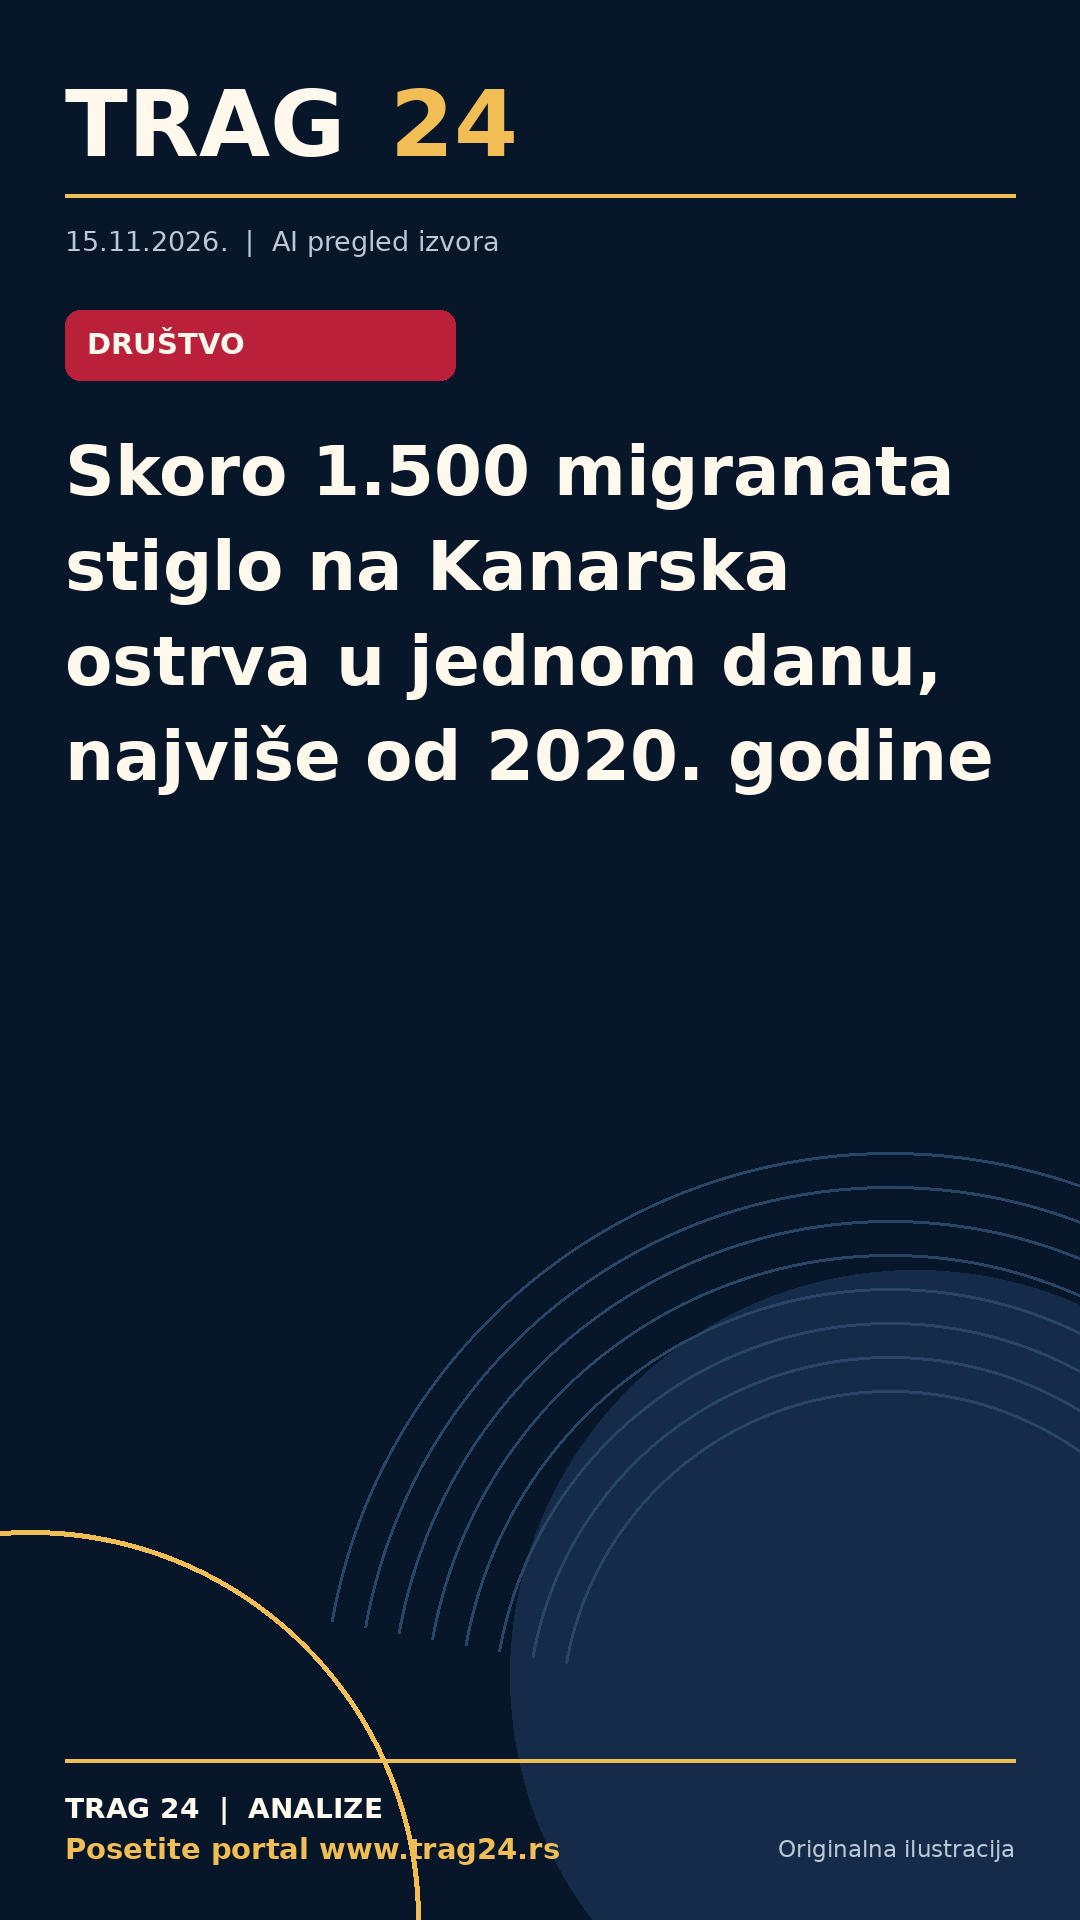 TRAG 24
15.11.2026. | AI pregled izvora
DRUŠTVO
Skoro 1.500 migranata
stiglo na Kanarska
ostrva u jednom danu,
najviše od 2020. godine
TRAG 24 | ANALIZE
Posetite portal www.trag24.rs
Originalna ilustracija